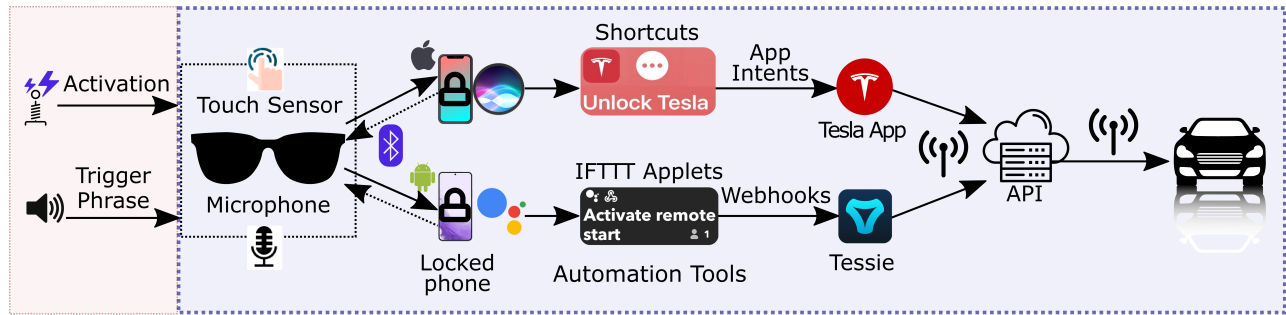 Activation
Trigger
Phrase
Touch Sensor
Microphone
Locked
phone
Shortcuts
Unlock Tesla
App
Intents
Tesla App
IFTTT Applets
Activate remote
start
1
Webhooks
Automation Tools
Tessie
API